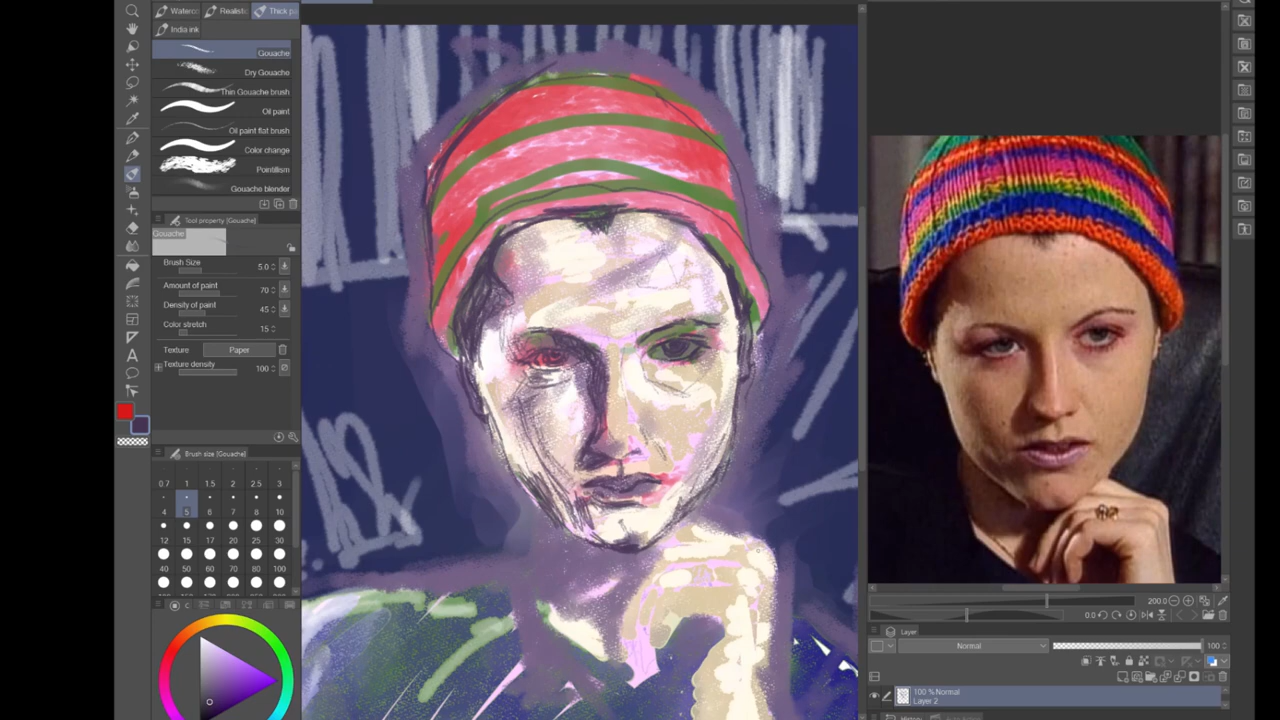 Waterc
Realisti
Thick pa
India ink
Gouache
Dry Gouache
Thin Gouache brush
Oil paint
Oil paint flat brush
Color change
Pointillism
Gouache blender
Tool property [Gouache]
Gouache
Brush Size 5.0
Amount of paint 70
Density of paint 45
Color stretch 15
Texture Paper
Texture density 100
Brush size [Gouache]
0.7 1 1.5 2 2.5 3
4 5 6 7 8 10
12 15 17 20 25 30
40 50 60 70 80 100
200.0
0.0
Layer
Normal 100
100 % Normal
Layer 2